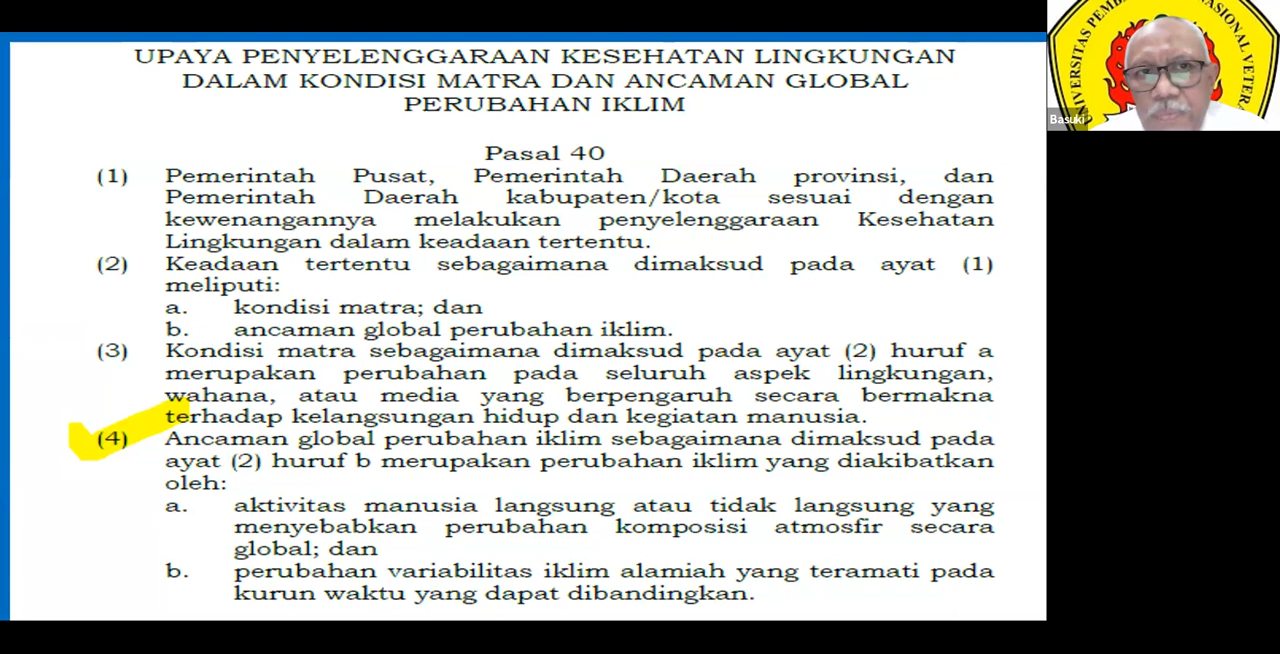 UPAYA PENYELENGGARAAN KESEHATAN LINGKUNGAN
DALAM KONDISI MATRA DAN ANCAMAN GLOBAL
PERUBAHAN IKLIM
Pasal 40
(1) Pemerintah Pusat, Pemerintah Daerah provinsi, dan
Pemerintah Daerah kabupaten/kota sesuai dengan
kewenangannya melakukan penyelenggaraan Kesehatan
Lingkungan dalam keadaan tertentu.
(2) Keadaan tertentu sebagaimana dimaksud pada ayat (1)
meliputi:
a. kondisi matra; dan
b. ancaman global perubahan iklim.
(3) Kondisi matra sebagaimana dimaksud pada ayat (2) huruf a
merupakan perubahan pada seluruh aspek lingkungan,
wahana, atau media yang berpengaruh secara bermakna
terhadap kelangsungan hidup dan kegiatan manusia.
(4) Ancaman global perubahan iklim sebagaimana dimaksud pada
ayat (2) huruf b merupakan perubahan iklim yang diakibatkan
oleh:
a. aktivitas manusia langsung atau tidak langsung yang
menyebabkan perubahan komposisi atmosfir secara
global; dan
b. perubahan variabilitas iklim alamiah yang teramati pada
kurun waktu yang dapat dibandingkan.
Basuki